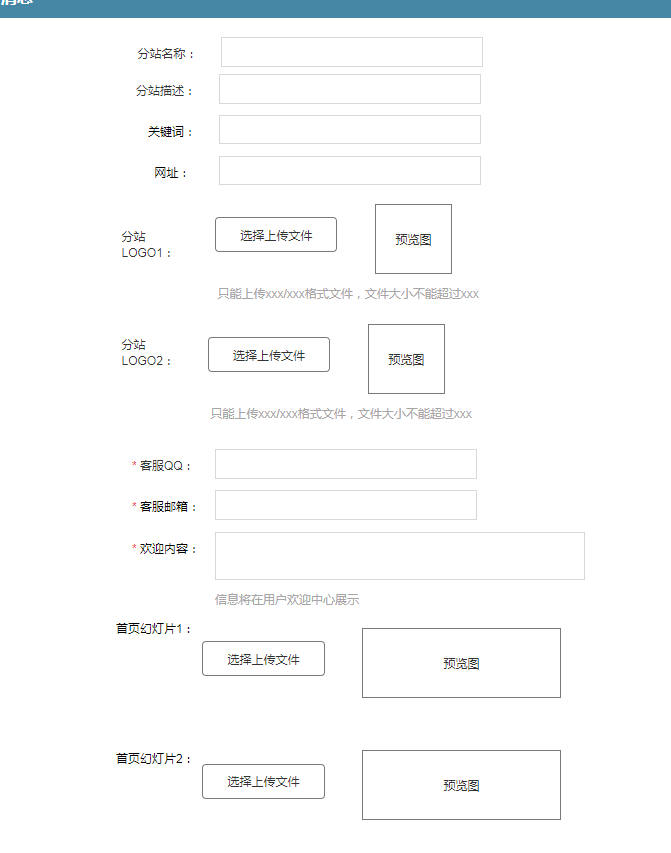 分站名称：
分站描述：
关键词：
网址：
分站
LOGO1：
选择上传文件
预览图
只能上传xxx/xxx格式文件，文件大小不能超过xxx
分站
LOGO2：
选择上传文件
预览图
只能上传xxx/xxx格式文件，文件大小不能超过xxx
* 客服QQ：
* 客服邮箱：
* 欢迎内容：
信息将在用户欢迎中心展示
首页幻灯片1：
选择上传文件
预览图
首页幻灯片2：
选择上传文件
预览图